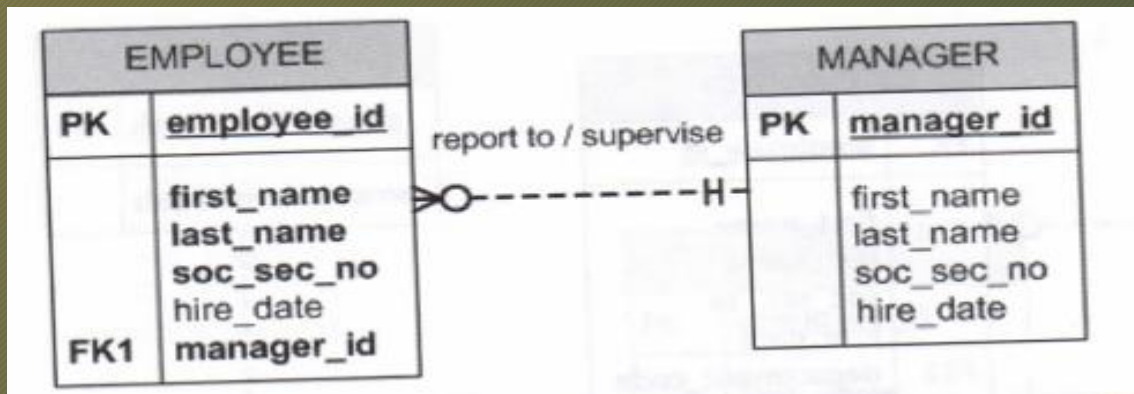 EMPLOYEE
PK employee_id
first_name
last_name
soc_sec_no
hire_date
FK1 manager_id
report to / supervise
MANAGER
PK manager_id
first_name
last_name
soc_sec_no
hire_date